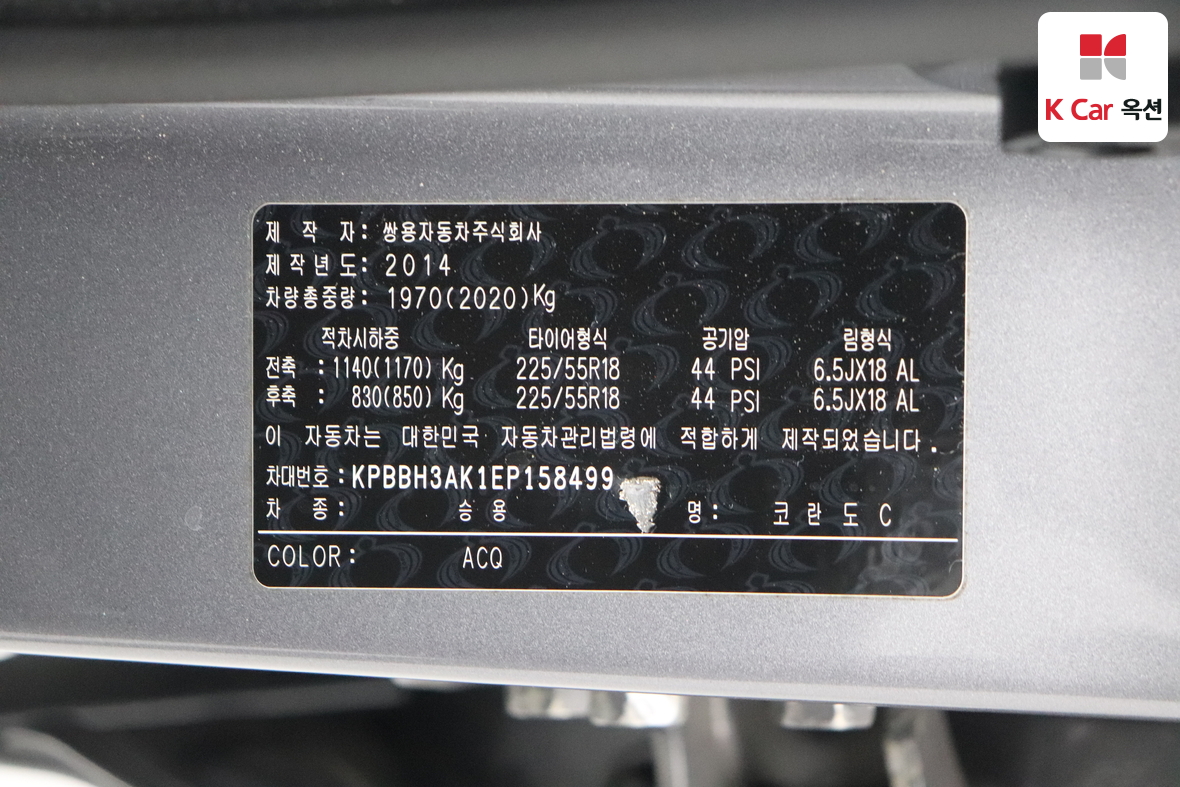 K Car 옥션
제 작 자: 쌍용자동차주식회사
제작년도: 2014
차량총중량: 1970(2020)Kg
적차시하중 타이어형식 공기압 림형식
전축 : 1140(1170) Kg 225/55R18 44 PSI 6.5JX18 AL
후축 : 830(850) Kg 225/55R18 44 PSI 6.5JX18 AL
이 자동차는 대한민국 자동차관리법령에 적합하게 제작되었습니다.
차대번호: KPBBH3AK1EP158499
차 종: 승 용 명: 코 란 도 C
COLOR: ACQ